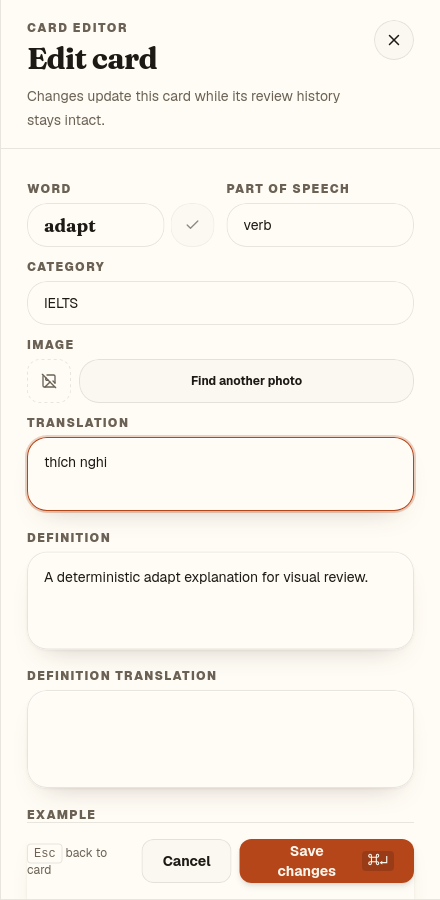 CARD EDITOR
Edit card
Changes update this card while its review history
stays intact.
WORD
PART OF SPEECH
adapt
verb
CATEGORY
IELTS
IMAGE
Find another photo
TRANSLATION
thích nghi
DEFINITION
A deterministic adapt explanation for visual review.
DEFINITION TRANSLATION
EXAMPLE
Esc back to
card
Cancel
Save
changes
⌘↵